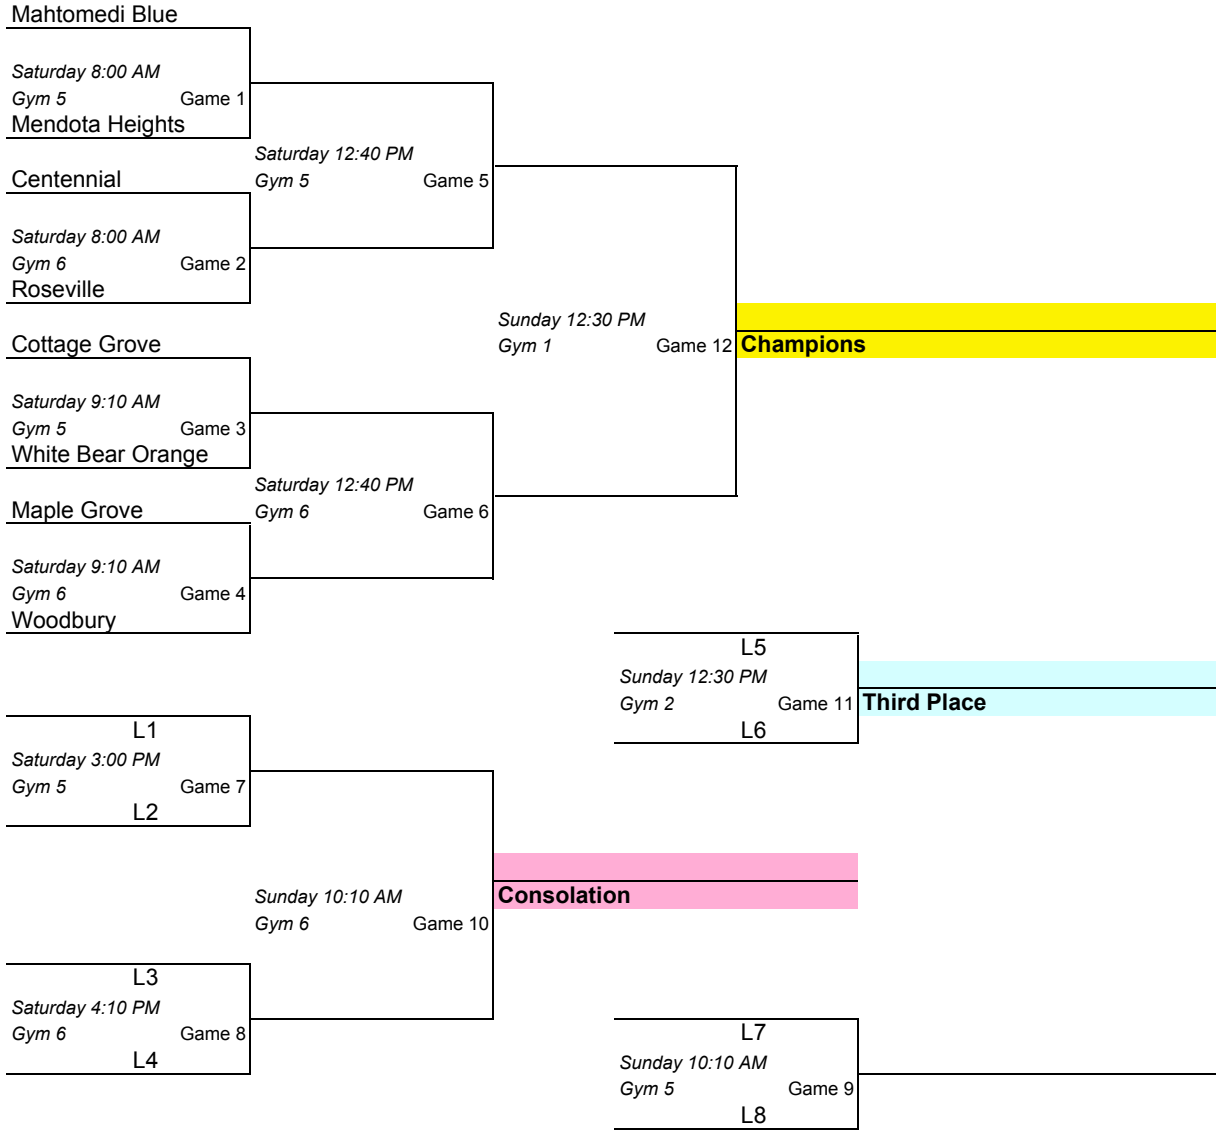 Mahtomedi Blue
Saturday 8:00 AM
Gym 5 Game 1
Mendota Heights
Saturday 12:40 PM
Centennial
Gym 5 Game 5
Saturday 8:00 AM
Gym 6 Game 2
Roseville
Sunday 12:30 PM
Cottage Grove
Gym 1 Game 12 Champions
Saturday 9:10 AM
Gym 5 Game 3
White Bear Orange
Saturday 12:40 PM
Maple Grove
Gym 6 Game 6
Saturday 9:10 AM
Gym 6 Game 4
Woodbury
L5
Sunday 12:30 PM
Gym 2 Game 11 Third Place
L6
L1
Saturday 3:00 PM
Gym 5 Game 7
L2
Sunday 10:10 AM
Consolation
Gym 6 Game 10
L3
Saturday 4:10 PM
Gym 6 Game 8
L4
L7
Sunday 10:10 AM
Gym 5 Game 9
L8